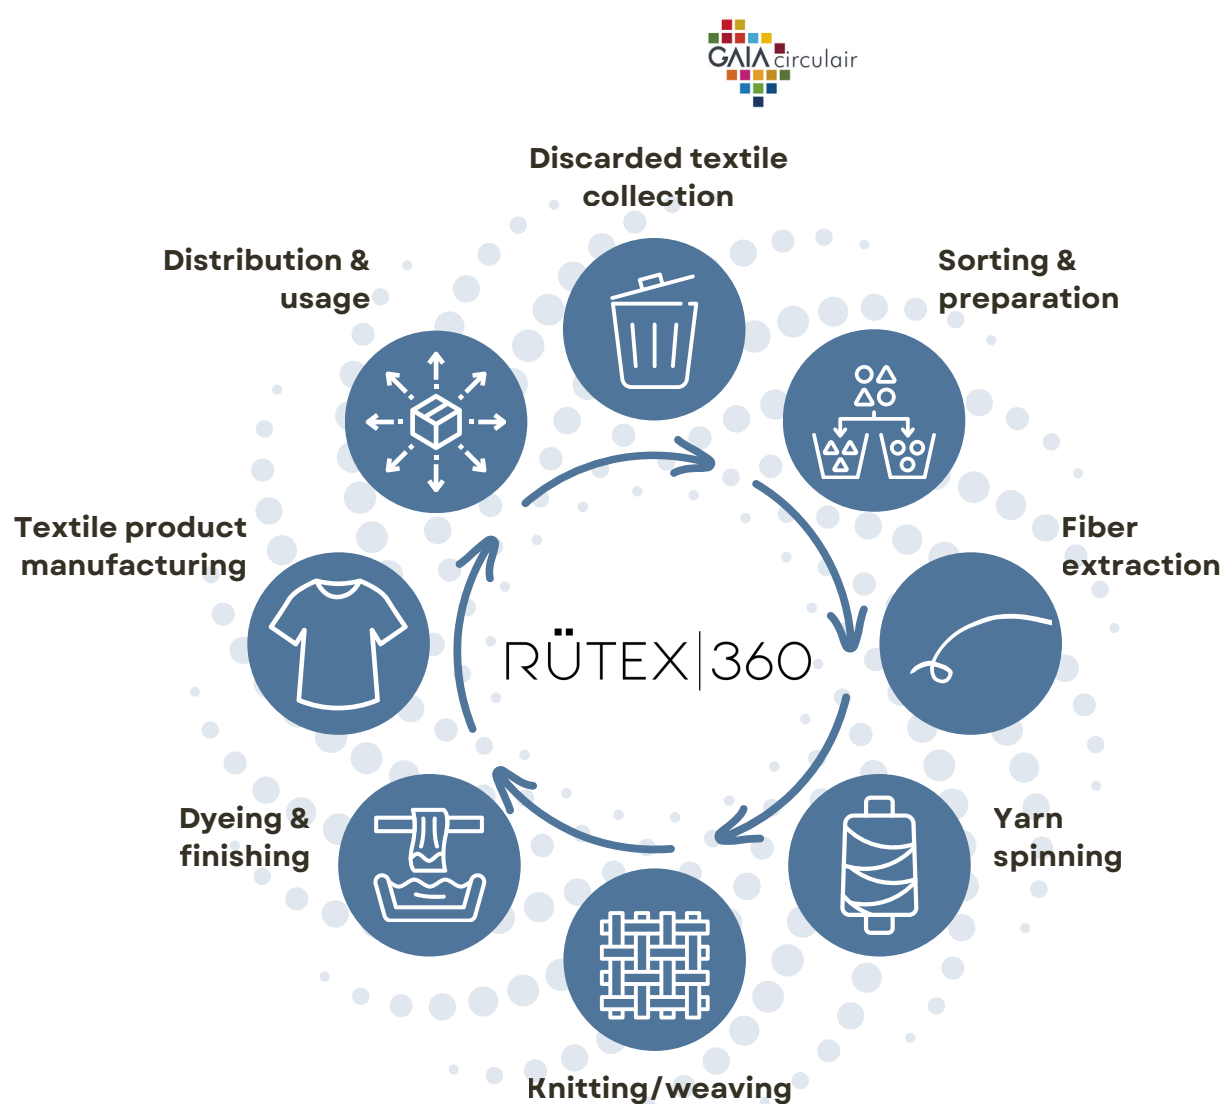 GAIA circulair
Discarded textile
collection
Distribution &
usage
Sorting &
preparation
Textile product
manufacturing
Fiber
extraction
RÜTEX|360
Dyeing &
finishing
Yarn
spinning
Knitting/weaving